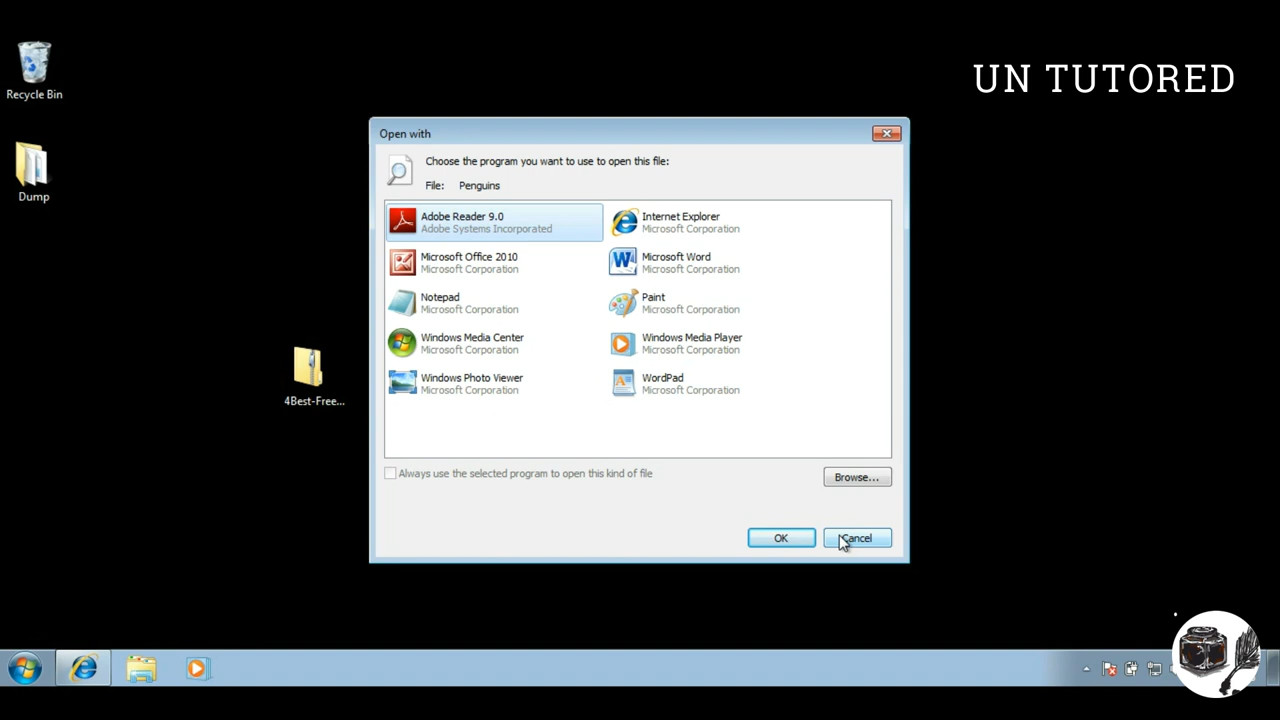 UN TUTORED
Recycle Bin
Dump
4Best-Free...
Open with
Choose the program you want to use to open this file:
File: Penguins
Adobe Reader 9.0
Adobe Systems Incorporated
Internet Explorer
Microsoft Corporation
Microsoft Office 2010
Microsoft Corporation
Microsoft Word
Microsoft Corporation
Notepad
Microsoft Corporation
Paint
Microsoft Corporation
Windows Media Center
Microsoft Corporation
Windows Media Player
Microsoft Corporation
Windows Photo Viewer
Microsoft Corporation
WordPad
Microsoft Corporation
Always use the selected program to open this kind of file
Browse...
OK
Cancel